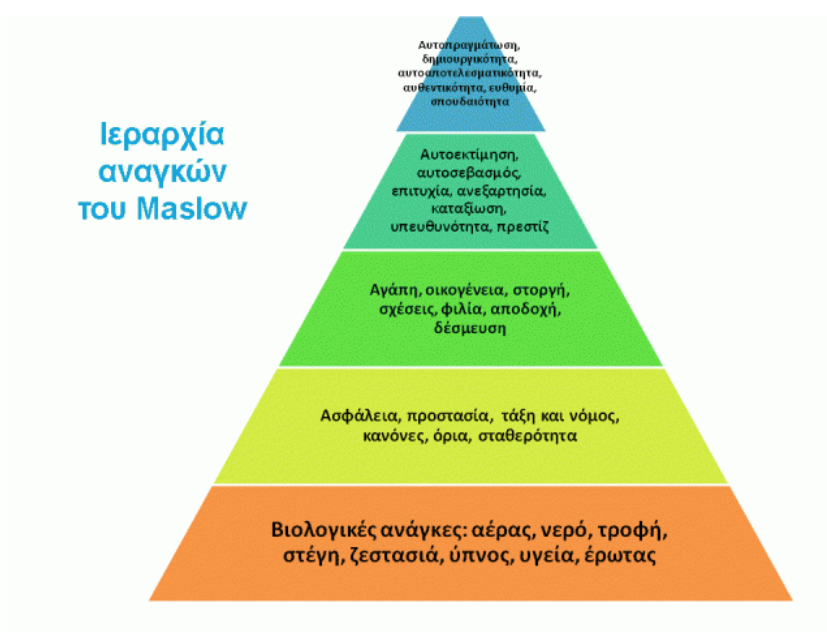 Ιεραρχία
αναγκών
του Maslow
Αυτοπραγμάτωση,
δημιουργικότητα,
αυτοαποτελεσματικότητα,
αυθεντικότητα, ευθυμία,
σπουδαιότητα
Αυτοεκτίμηση,
αυτοσεβασμός,
επιτυχία, ανεξαρτησία,
καταξίωση,
υπευθυνότητα, πρεστίζ
Αγάπη, οικογένεια, στοργή,
σχέσεις, φιλία, αποδοχή,
δέσμευση
Ασφάλεια, προστασία, τάξη και νόμος,
κανόνες, όρια, σταθερότητα
Βιολογικές ανάγκες: αέρας, νερό, τροφή,
στέγη, ζεστασιά, ύπνος, υγεία, έρωτας